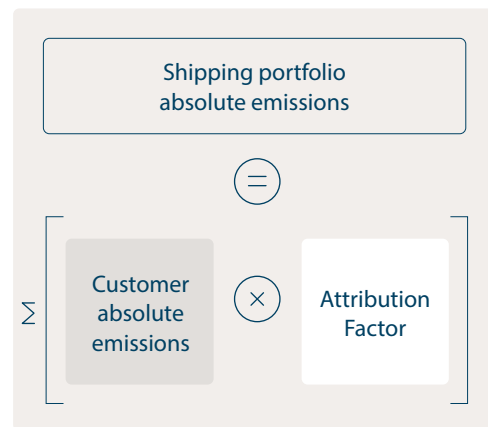 Shipping portfolio
absolute emissions
=
Σ
Customer
absolute
emissions
×
Attribution
Factor